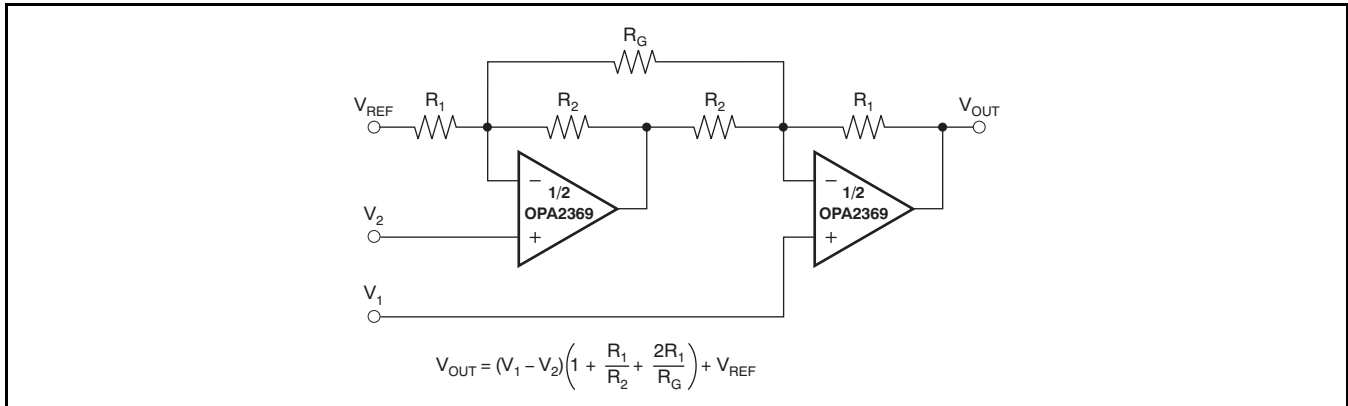 R_G
V_REF R_1 R_2 R_2 R_1 V_OUT
− 1/2 OPA2369 +
− 1/2 OPA2369 +
V_2
V_1
V_OUT = (V_1 − V_2)(1 + R_1/R_2 + 2R_1/R_G) + V_REF